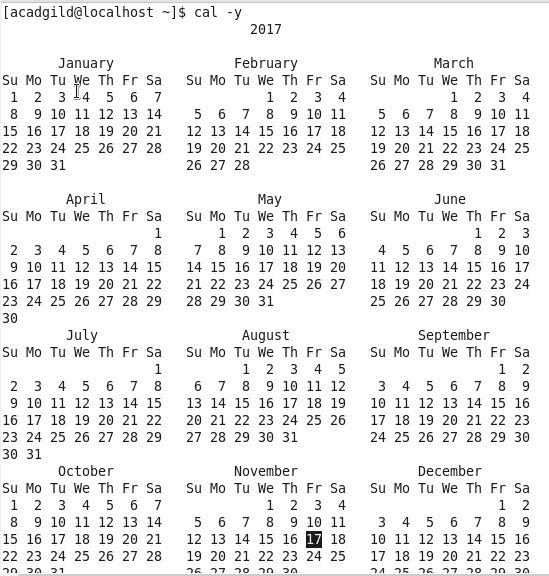 [acadgild@localhost ~]$ cal -y
                               2017

       January               February                 March
Su Mo Tu We Th Fr Sa   Su Mo Tu We Th Fr Sa   Su Mo Tu We Th Fr Sa
 1  2  3  4  5  6  7             1  2  3  4             1  2  3  4
 8  9 10 11 12 13 14    5  6  7  8  9 10 11    5  6  7  8  9 10 11
15 16 17 18 19 20 21   12 13 14 15 16 17 18   12 13 14 15 16 17 18
22 23 24 25 26 27 28   19 20 21 22 23 24 25   19 20 21 22 23 24 25
29 30 31               26 27 28               26 27 28 29 30 31

        April                   May                   June
Su Mo Tu We Th Fr Sa   Su Mo Tu We Th Fr Sa   Su Mo Tu We Th Fr Sa
                   1       1  2  3  4  5  6                1  2  3
 2  3  4  5  6  7  8    7  8  9 10 11 12 13    4  5  6  7  8  9 10
 9 10 11 12 13 14 15   14 15 16 17 18 19 20   11 12 13 14 15 16 17
16 17 18 19 20 21 22   21 22 23 24 25 26 27   18 19 20 21 22 23 24
23 24 25 26 27 28 29   28 29 30 31            25 26 27 28 29 30
30
        July                  August                September
Su Mo Tu We Th Fr Sa   Su Mo Tu We Th Fr Sa   Su Mo Tu We Th Fr Sa
                   1          1  2  3  4  5                   1  2
 2  3  4  5  6  7  8    6  7  8  9 10 11 12    3  4  5  6  7  8  9
 9 10 11 12 13 14 15   13 14 15 16 17 18 19   10 11 12 13 14 15 16
16 17 18 19 20 21 22   20 21 22 23 24 25 26   17 18 19 20 21 22 23
23 24 25 26 27 28 29   27 28 29 30 31         24 25 26 27 28 29 30
30 31
       October               November               December
Su Mo Tu We Th Fr Sa   Su Mo Tu We Th Fr Sa   Su Mo Tu We Th Fr Sa
 1  2  3  4  5  6  7             1  2  3  4                   1  2
 8  9 10 11 12 13 14    5  6  7  8  9 10 11    3  4  5  6  7  8  9
15 16 17 18 19 20 21   12 13 14 15 16 17 18   10 11 12 13 14 15 16
22 23 24 25 26 27 28   19 20 21 22 23 24 25   17 18 19 20 21 22 23
29 30 31               26 27 28 29 30         24 25 26 27 28 29 30